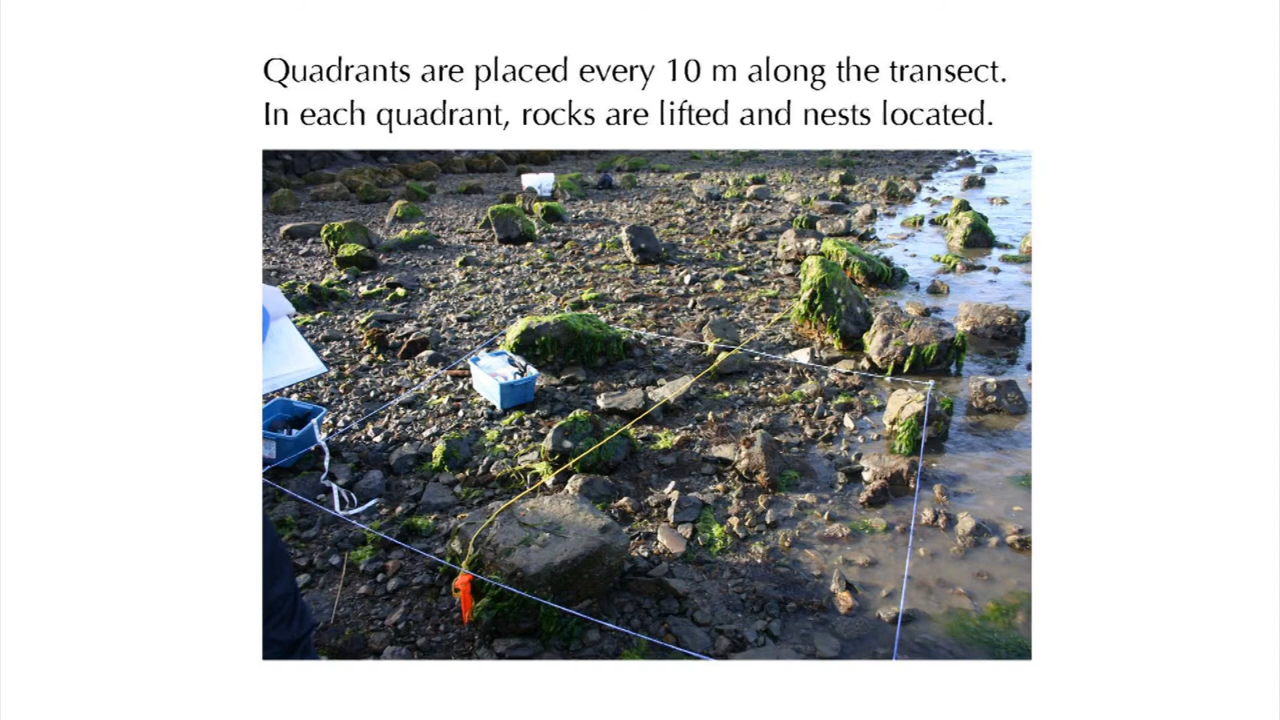 Quadrants are placed every 10 m along the transect.
In each quadrant, rocks are lifted and nests located.